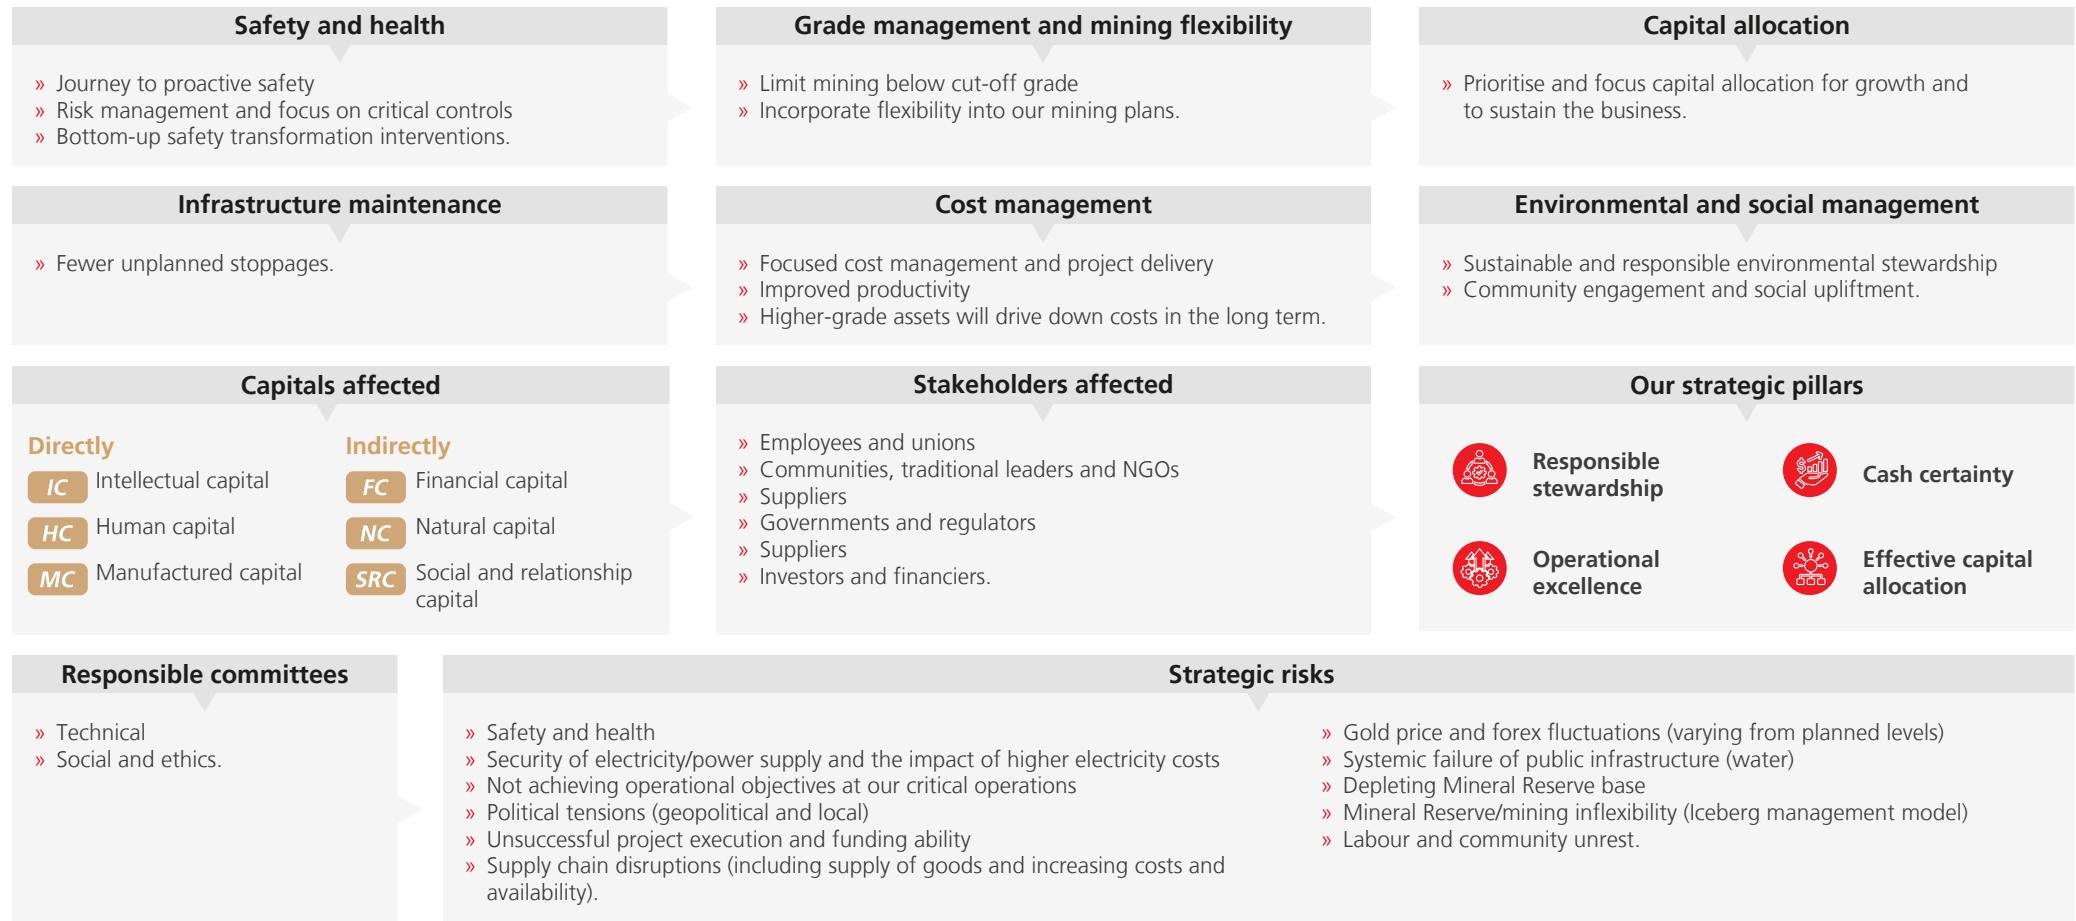 Safety and health
» Journey to proactive safety
» Risk management and focus on critical controls
» Bottom-up safety transformation interventions.
Grade management and mining flexibility
» Limit mining below cut-off grade
» Incorporate flexibility into our mining plans.
Capital allocation
» Prioritise and focus capital allocation for growth and
to sustain the business.
Infrastructure maintenance
» Fewer unplanned stoppages.
Cost management
» Focused cost management and project delivery
» Improved productivity
» Higher-grade assets will drive down costs in the long term.
Environmental and social management
» Sustainable and responsible environmental stewardship
» Community engagement and social upliftment.
Capitals affected
Directly
IC Intellectual capital
HC Human capital
MC Manufactured capital
Indirectly
FC Financial capital
NC Natural capital
SRC Social and relationship
capital
Stakeholders affected
» Employees and unions
» Communities, traditional leaders and NGOs
» Suppliers
» Governments and regulators
» Suppliers
» Investors and financiers.
Our strategic pillars
Responsible
stewardship
Cash certainty
Operational
excellence
Effective capital
allocation
Responsible committees
» Technical
» Social and ethics.
Strategic risks
» Safety and health
» Security of electricity/power supply and the impact of higher electricity costs
» Not achieving operational objectives at our critical operations
» Political tensions (geopolitical and local)
» Unsuccessful project execution and funding ability
» Supply chain disruptions (including supply of goods and increasing costs and
availability).
» Gold price and forex fluctuations (varying from planned levels)
» Systemic failure of public infrastructure (water)
» Depleting Mineral Reserve base
» Mineral Reserve/mining inflexibility (Iceberg management model)
» Labour and community unrest.